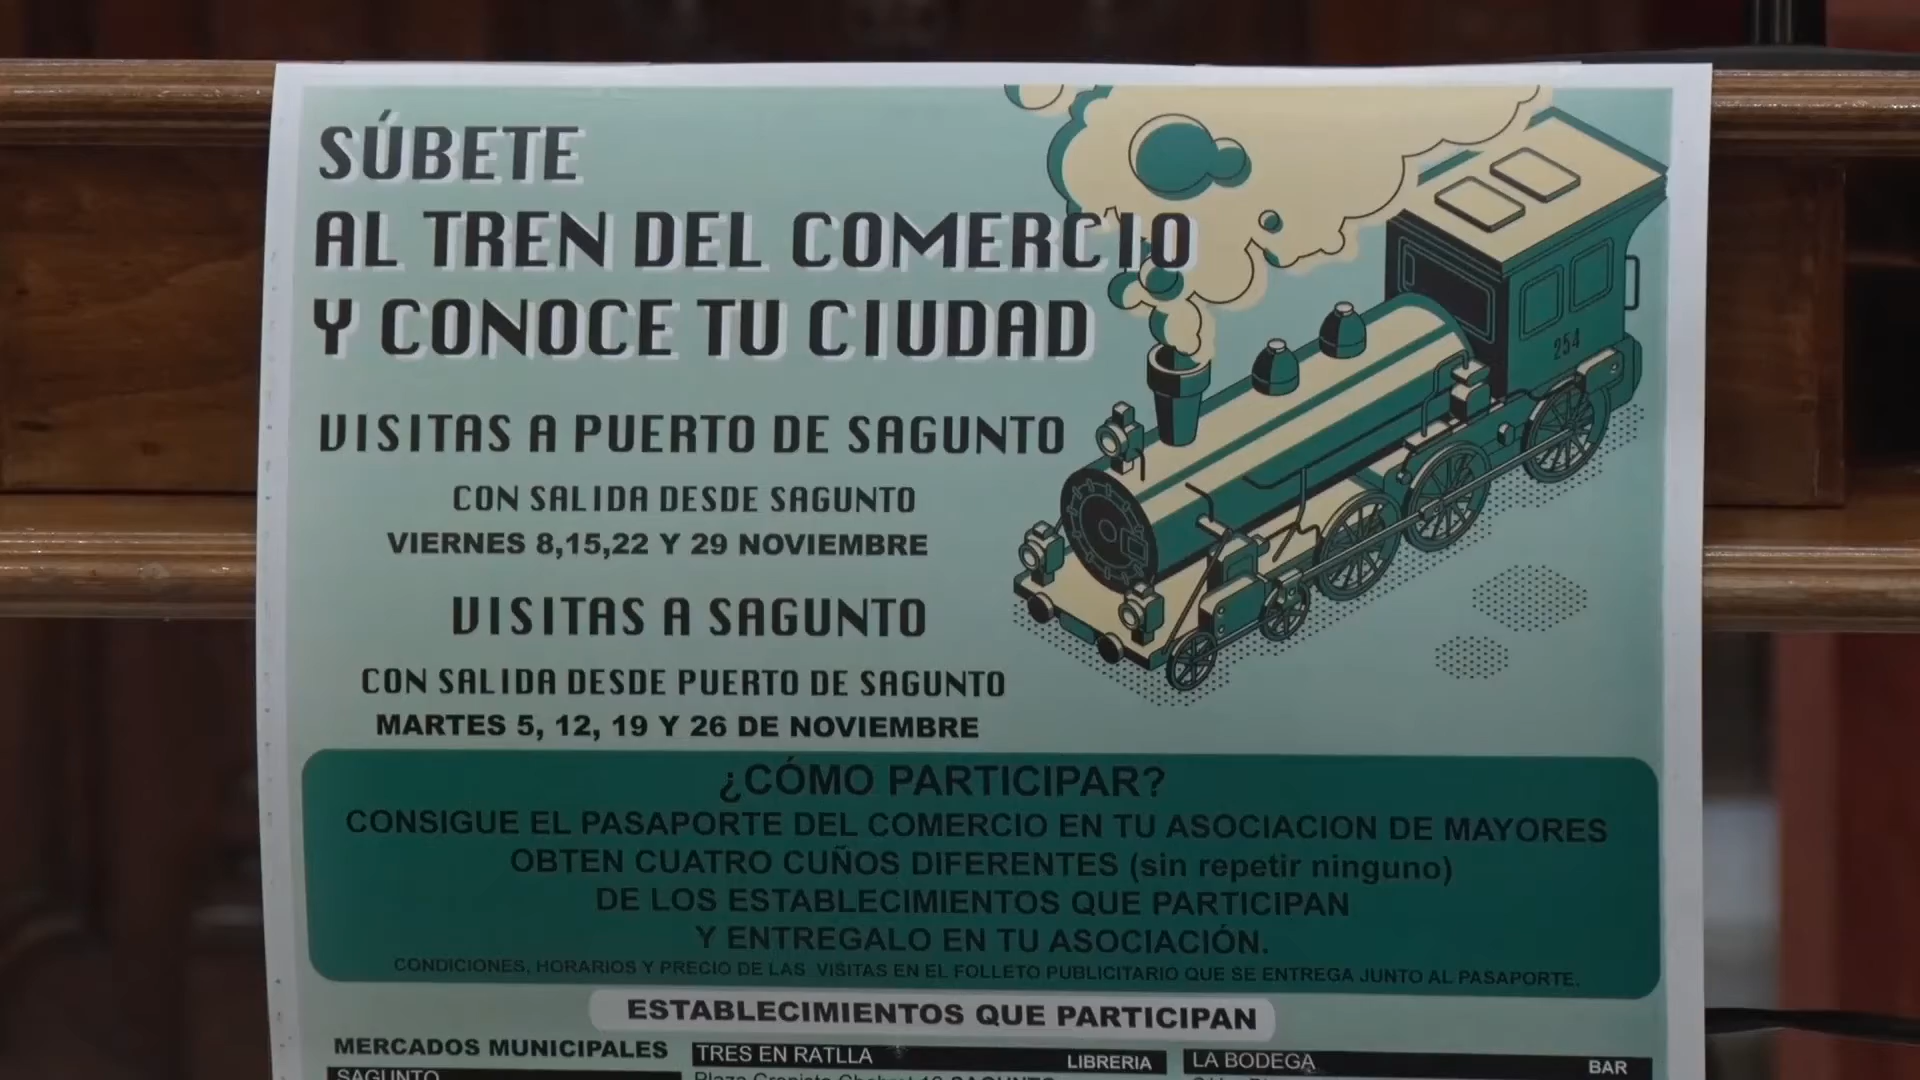 SÚBETE
AL TREN DEL COMERCIO
Y CONOCE TU CIUDAD
VISITAS A PUERTO DE SAGUNTO
CON SALIDA DESDE SAGUNTO
VIERNES 8,15,22 Y 29 NOVIEMBRE
VISITAS A SAGUNTO
CON SALIDA DESDE PUERTO DE SAGUNTO
MARTES 5, 12, 19 Y 26 DE NOVIEMBRE
254
¿CÓMO PARTICIPAR?
CONSIGUE EL PASAPORTE DEL COMERCIO EN TU ASOCIACION DE MAYORES
OBTEN CUATRO CUÑOS DIFERENTES (sin repetir ninguno)
DE LOS ESTABLECIMIENTOS QUE PARTICIPAN
Y ENTREGALO EN TU ASOCIACIÓN.
CONDICIONES, HORARIOS Y PRECIO DE LAS VISITAS EN EL FOLLETO PUBLICITARIO QUE SE ENTREGA JUNTO AL PASAPORTE.
ESTABLECIMIENTOS QUE PARTICIPAN
MERCADOS MUNICIPALES
SAGUNTO
TRES EN RATLLA LIBRERIA
LA BODEGA BAR